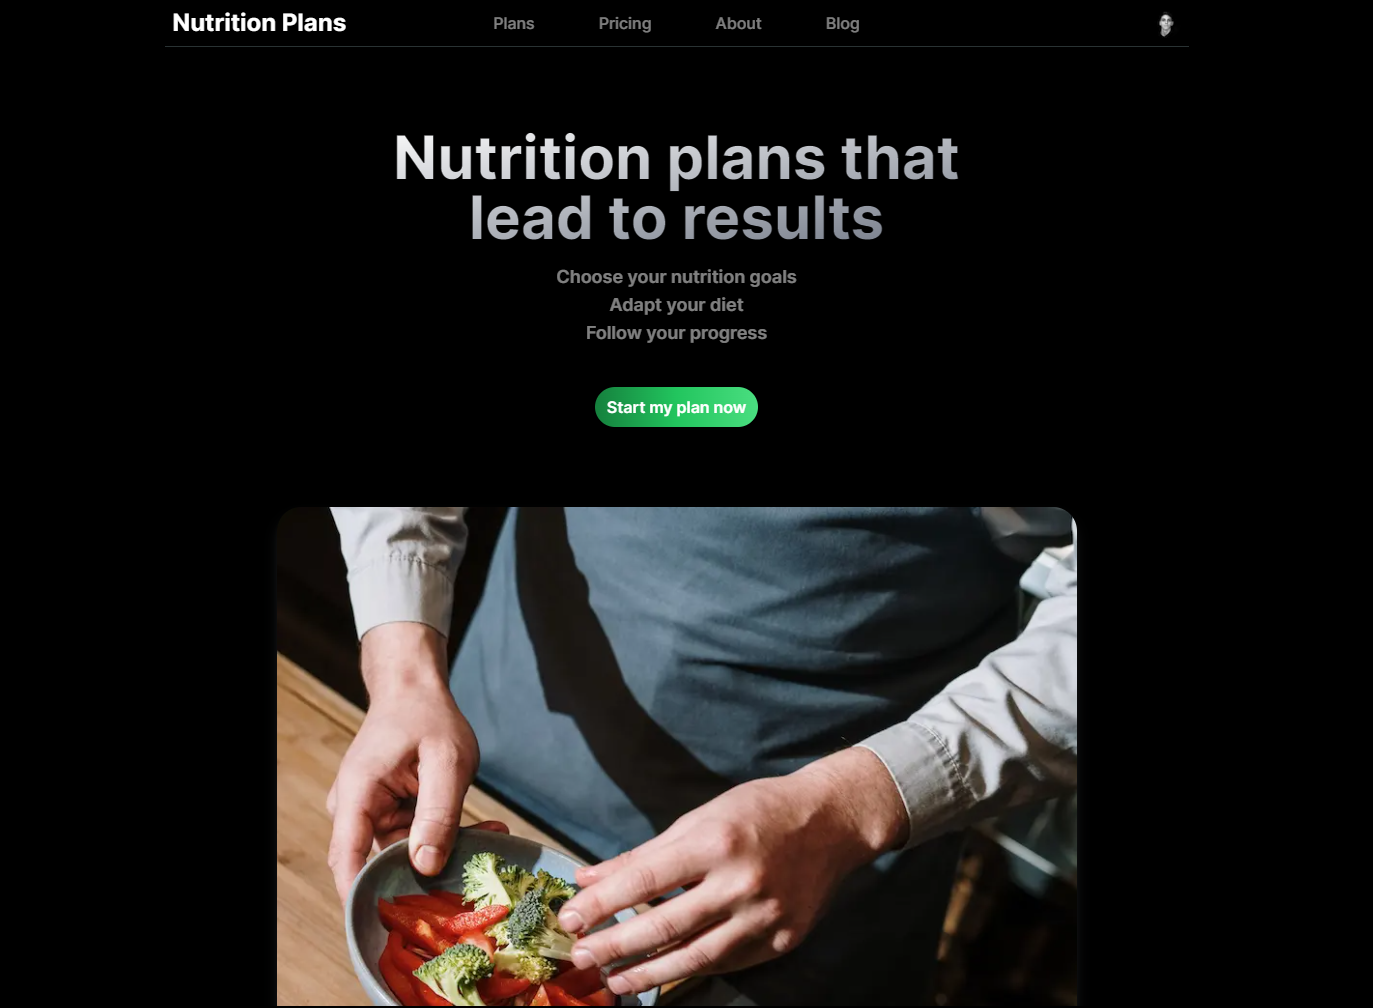 Nutrition Plans
Plans
Pricing
About
Blog
Nutrition plans that
lead to results
Choose your nutrition goals
Adapt your diet
Follow your progress
Start my plan now